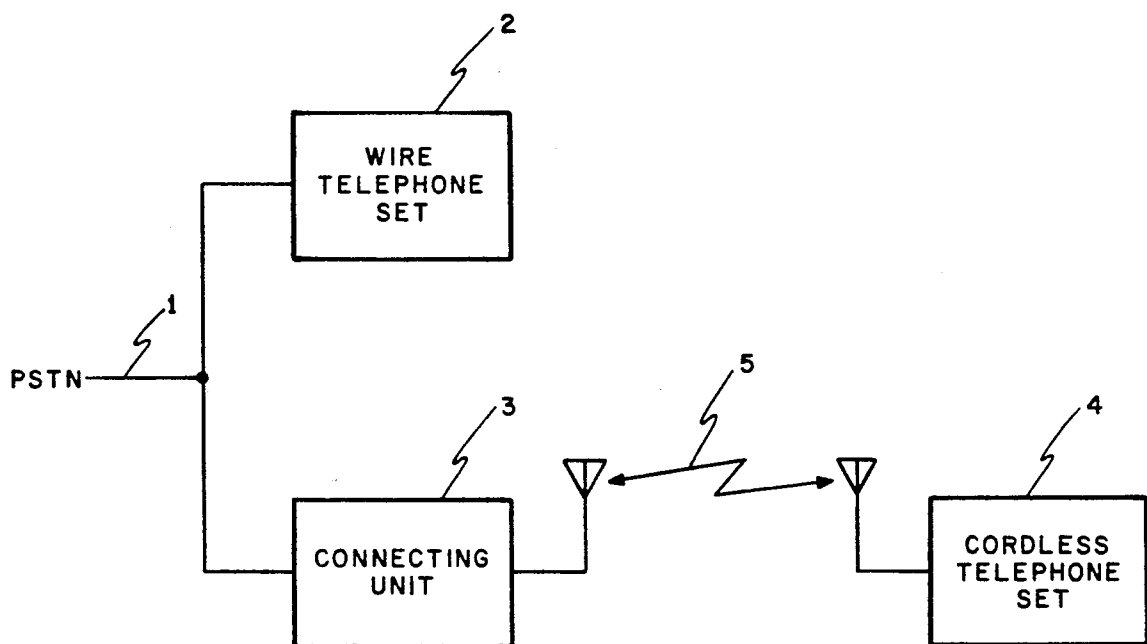 2
WIRE
TELEPHONE
SET
1
PSTN
3
5
4
CONNECTING
UNIT
CORDLESS
TELEPHONE
SET